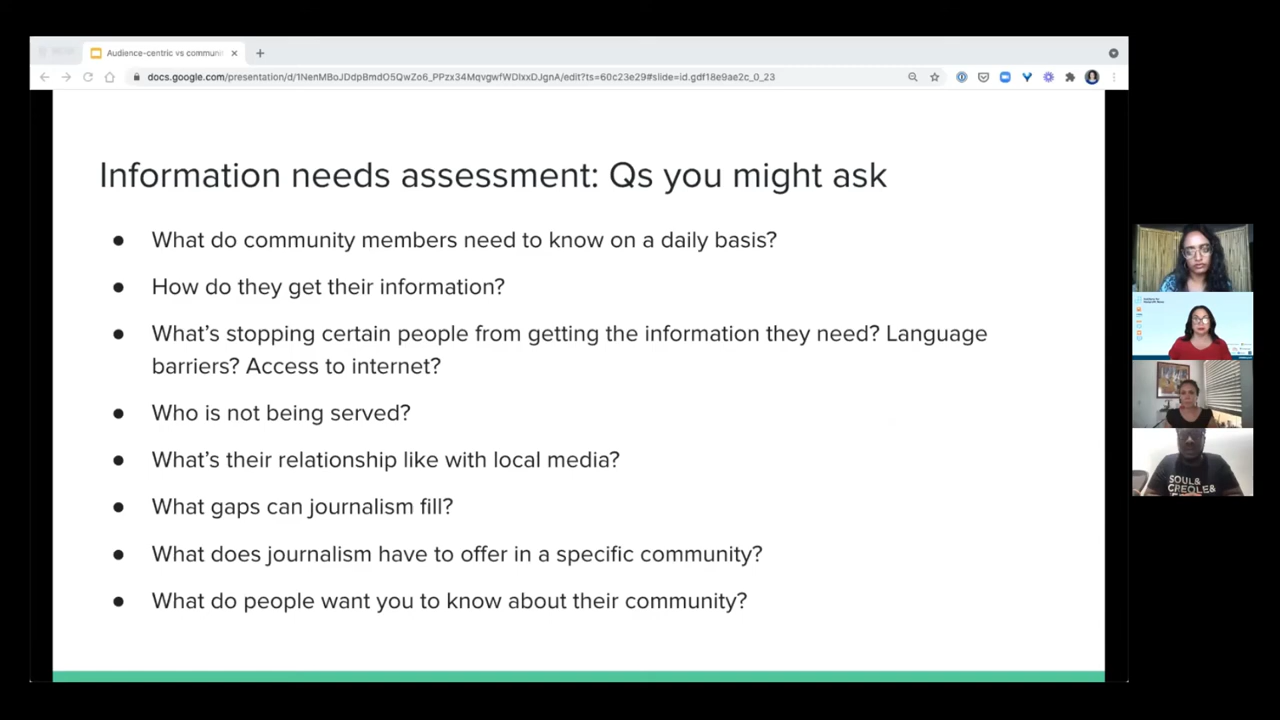 Audience-centric vs communi
docs.google.com/presentation/d/1NenMBoJDdpBmdO5QwZo6_PPzx34MqvgwfWDIxxDJgnA/edit?ts=60c23e29#slide=id.gdf18e9ae2c_0_23
Information needs assessment: Qs you might ask
● What do community members need to know on a daily basis?
● How do they get their information?
● What’s stopping certain people from getting the information they need? Language
barriers? Access to internet?
● Who is not being served?
● What’s their relationship like with local media?
● What gaps can journalism fill?
● What does journalism have to offer in a specific community?
● What do people want you to know about their community?
SOUL&
CREOLE&